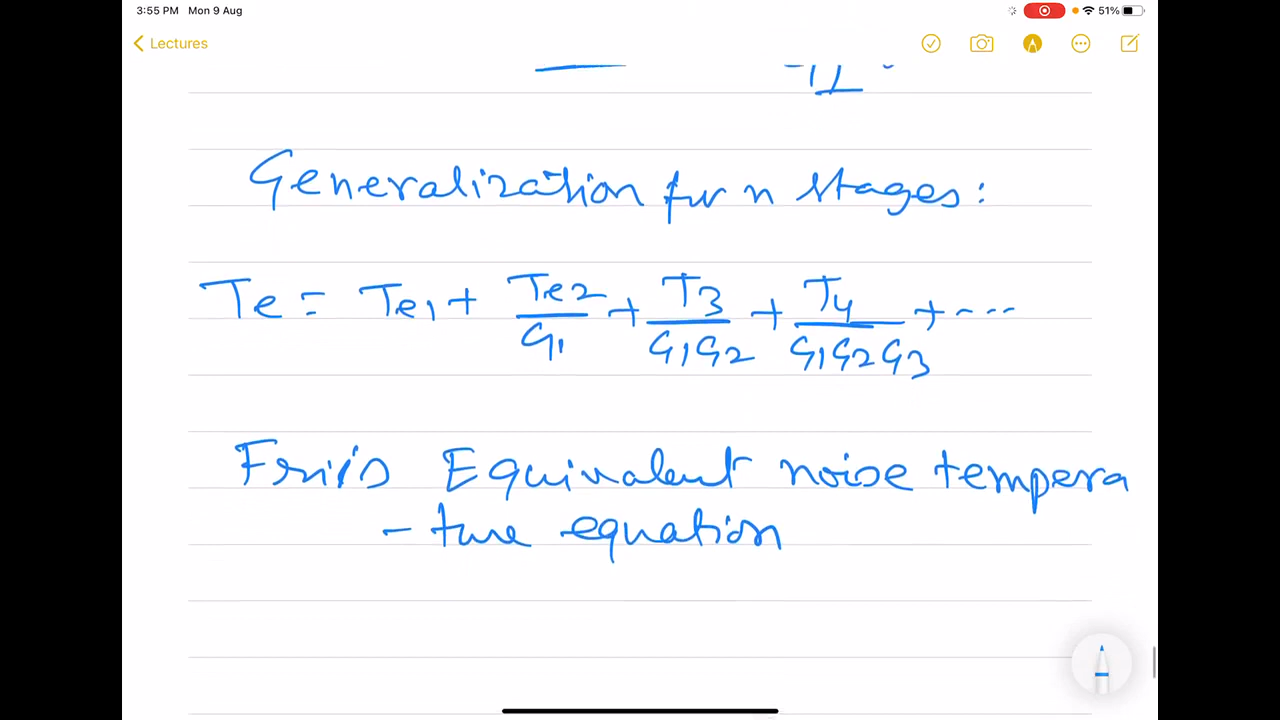 3:55 PM Mon 9 Aug 51%
Lectures
Generalization for n stages:
Te = Te1 + Te2/G1 + T3/G1G2 + T4/G1G2G3 + ---
Friis Equivalent noise tempera
- ture equation